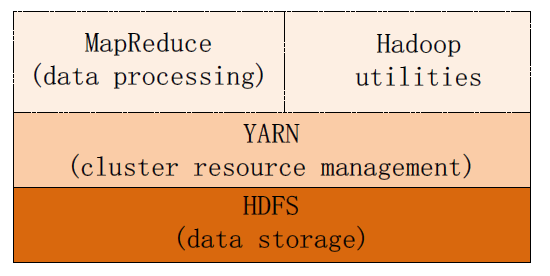 MapReduce
(data processing)
Hadoop
utilities
YARN
(cluster resource management)
HDFS
(data storage)